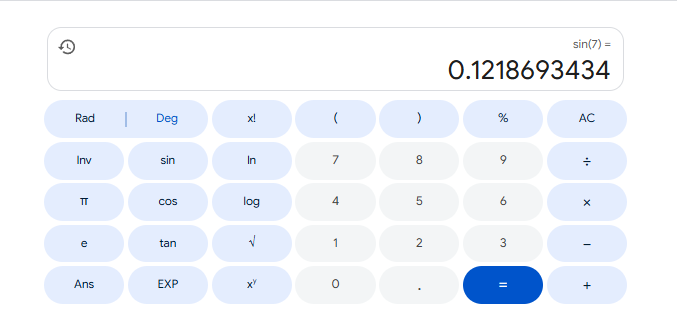 sin(7) =
0.1218693434
Rad | Deg x! ( ) % AC
Inv sin ln 7 8 9 ÷
π cos log 4 5 6 ×
e tan √ 1 2 3 −
Ans EXP xʸ 0 . = +